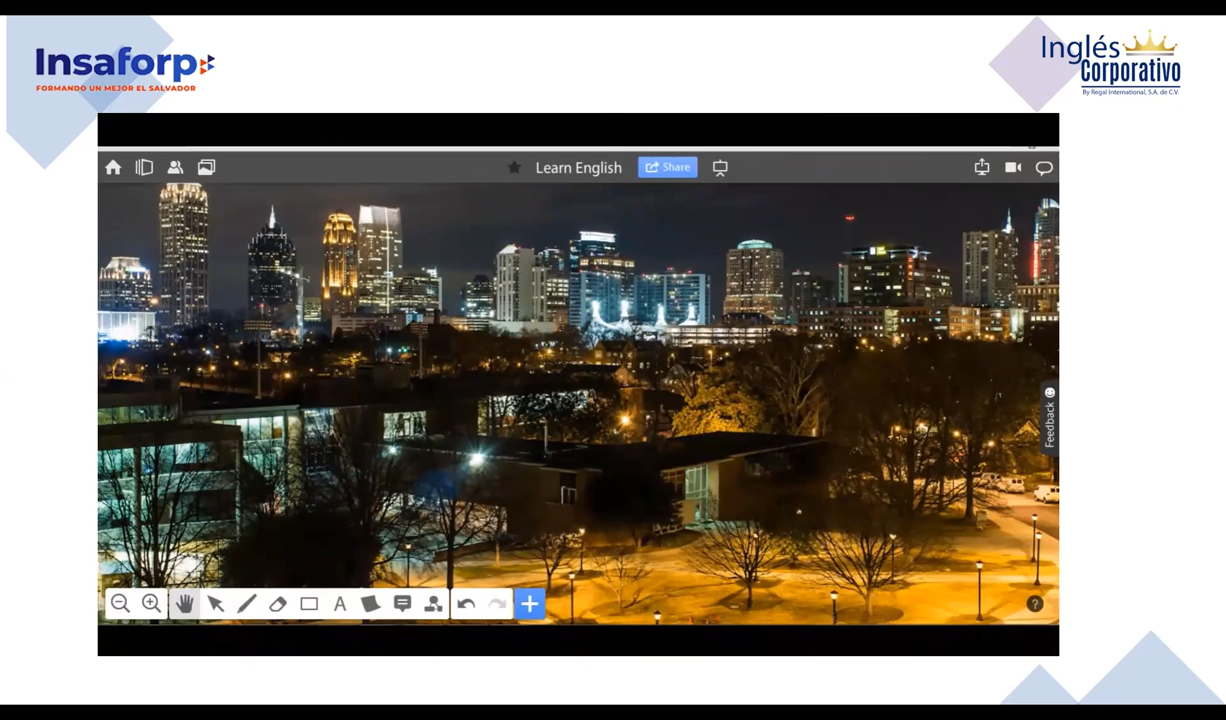 Insaforp
FORMANDO UN MEJOR EL SALVADOR
Inglés
Corporativo
By Regal International, S.A. de C.V.
Learn English
Share
Feedback
A
?